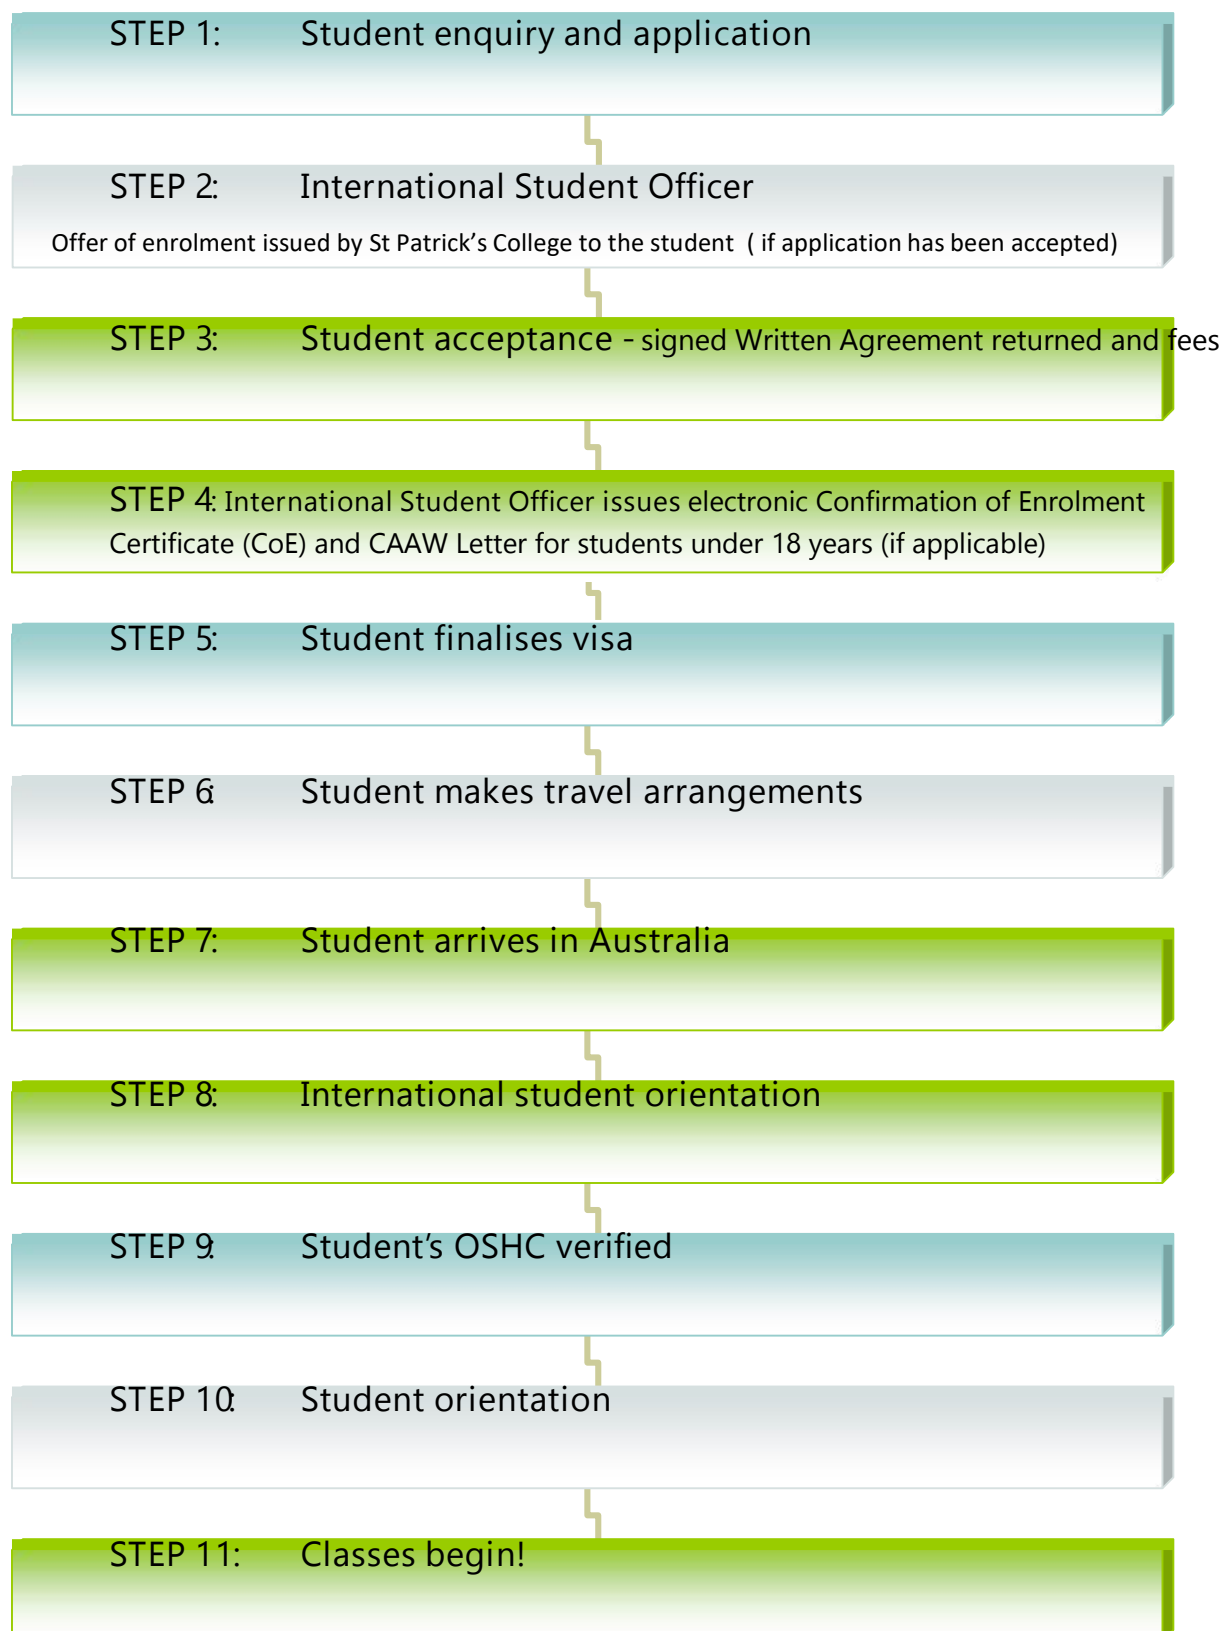 STEP 1: Student enquiry and application
STEP 2: International Student Officer
Offer of enrolment issued by St Patrick’s College to the student ( if application has been accepted)
STEP 3: Student acceptance - signed Written Agreement returned and fees
STEP 4: International Student Officer issues electronic Confirmation of Enrolment
Certificate (CoE) and CAAW Letter for students under 18 years (if applicable)
STEP 5: Student finalises visa
STEP 6: Student makes travel arrangements
STEP 7: Student arrives in Australia
STEP 8: International student orientation
STEP 9: Student’s OSHC verified
STEP 10: Student orientation
STEP 11: Classes begin!